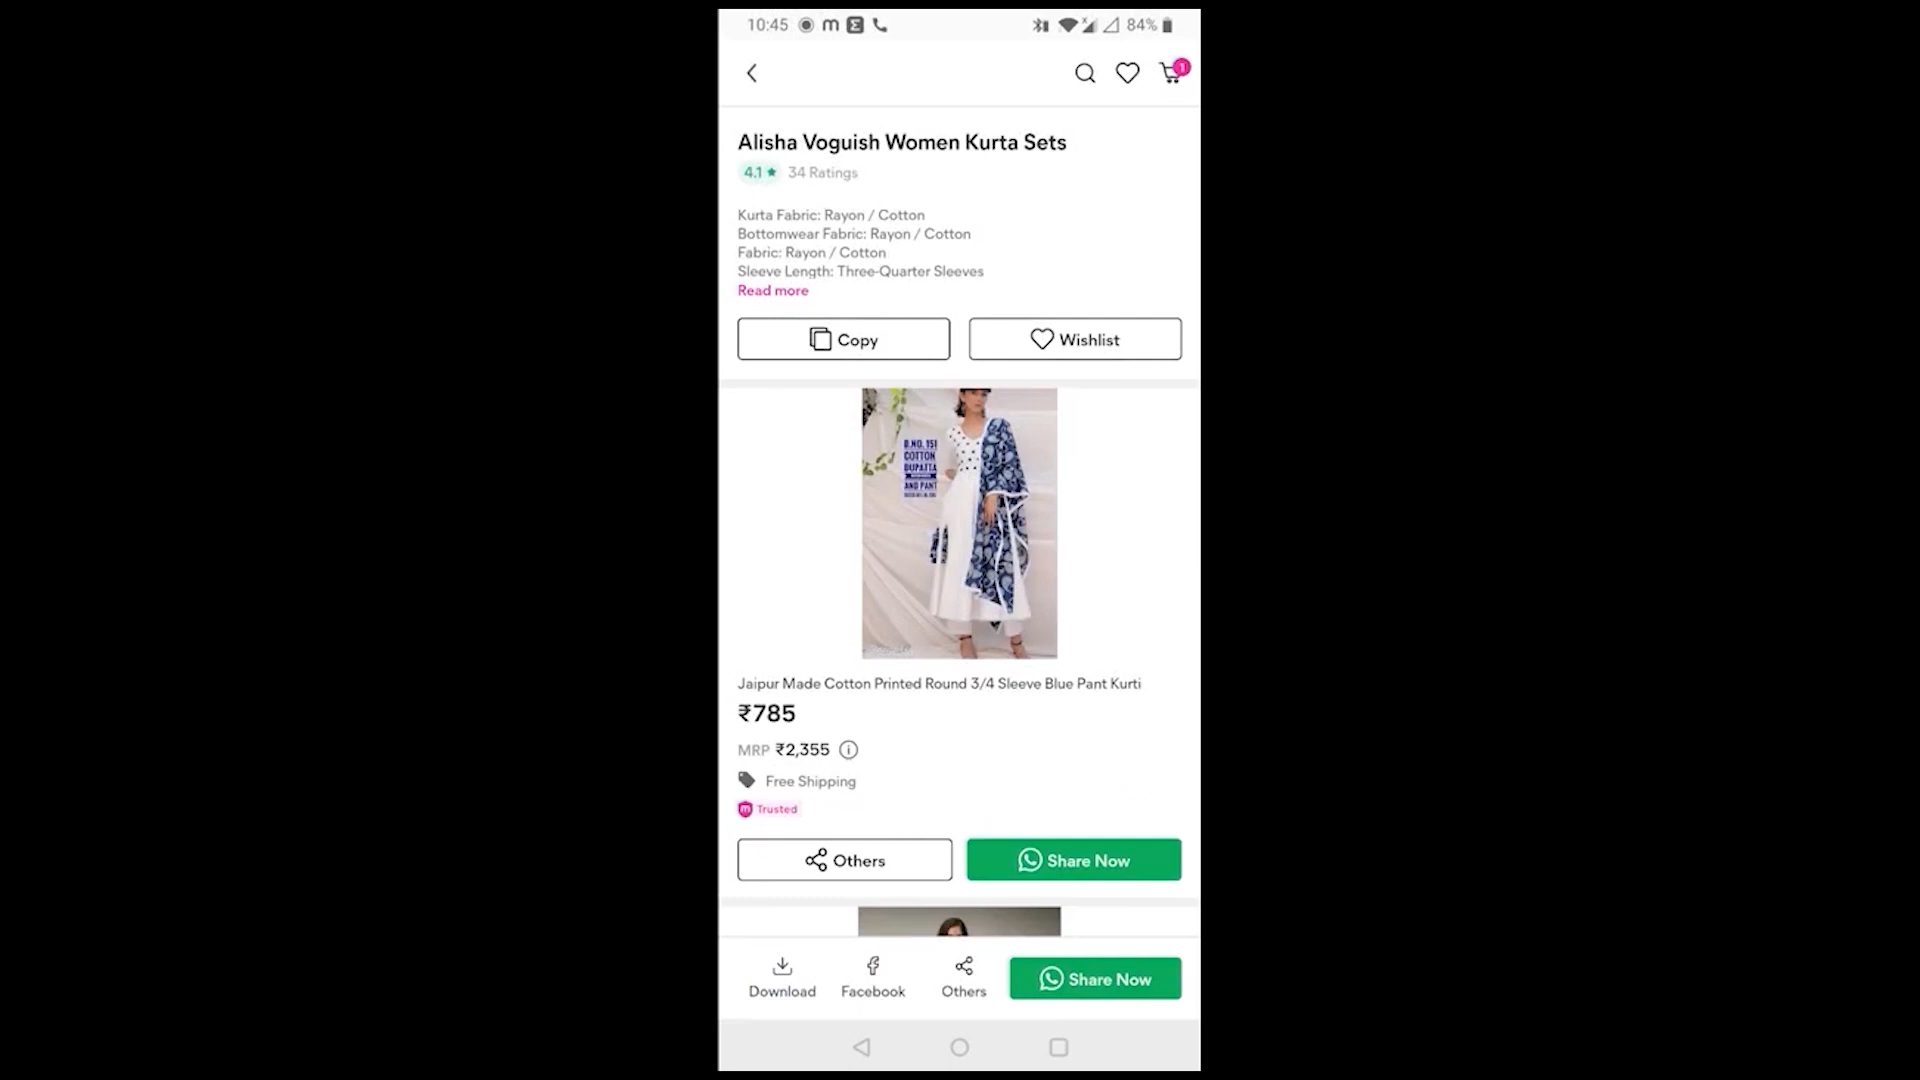 10:45 m Σ 84%
1
Alisha Voguish Women Kurta Sets
4.1 ★ 34 Ratings
Kurta Fabric: Rayon / Cotton
Bottomwear Fabric: Rayon / Cotton
Fabric: Rayon / Cotton
Sleeve Length: Three-Quarter Sleeves
Read more
Copy Wishlist
D.NO. 151
COTTON
DUPATTA
AND PANT
Jaipur Made Cotton Printed Round 3/4 Sleeve Blue Pant Kurti
₹785
MRP ₹2,355
Free Shipping
m Trusted
Others Share Now
Download Facebook Others Share Now